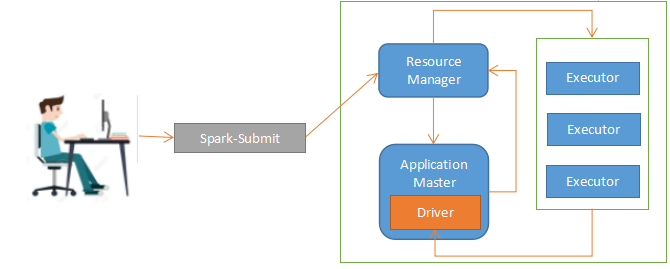 Spark-Submit
Resource
Manager
Application
Master
Driver
Executor
Executor
Executor